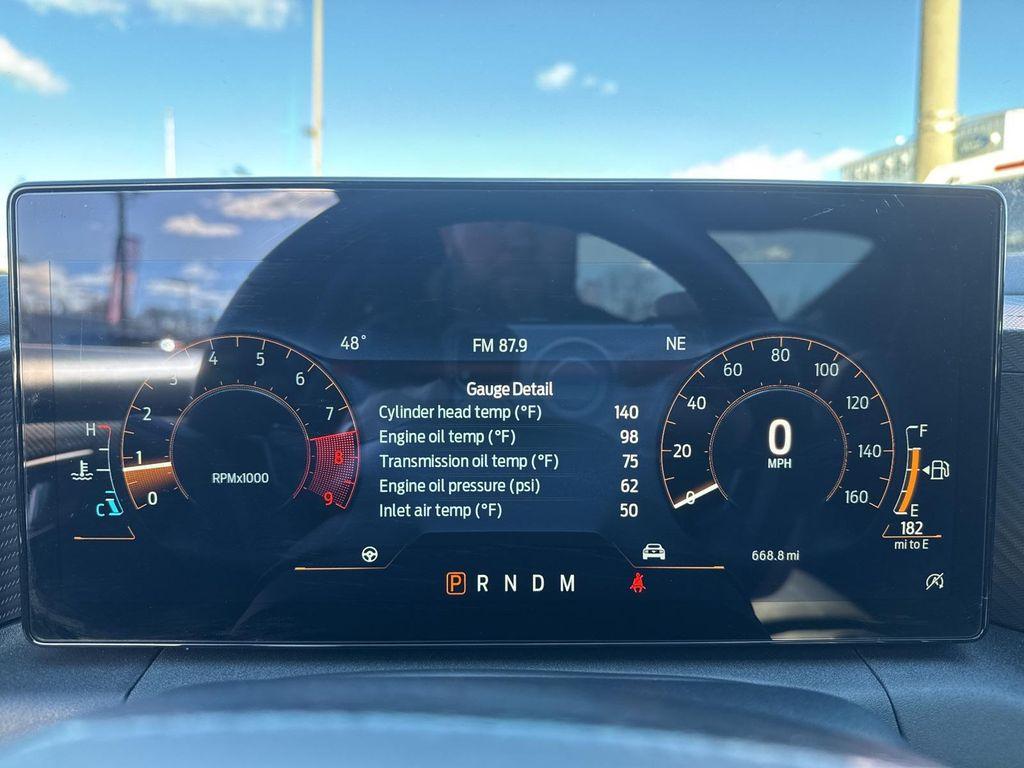 48°
FM 87.9
NE
Gauge Detail
Cylinder head temp (°F) 140
Engine oil temp (°F) 98
Transmission oil temp (°F) 75
Engine oil pressure (psi) 62
Inlet air temp (°F) 50
0 1 2 3 4 5 6 7 8 9
RPMx1000
H
C
0 20 40 60 80 100 120 140 160
0
MPH
F
E
182
mi to E
668.8 mi
P R N D M